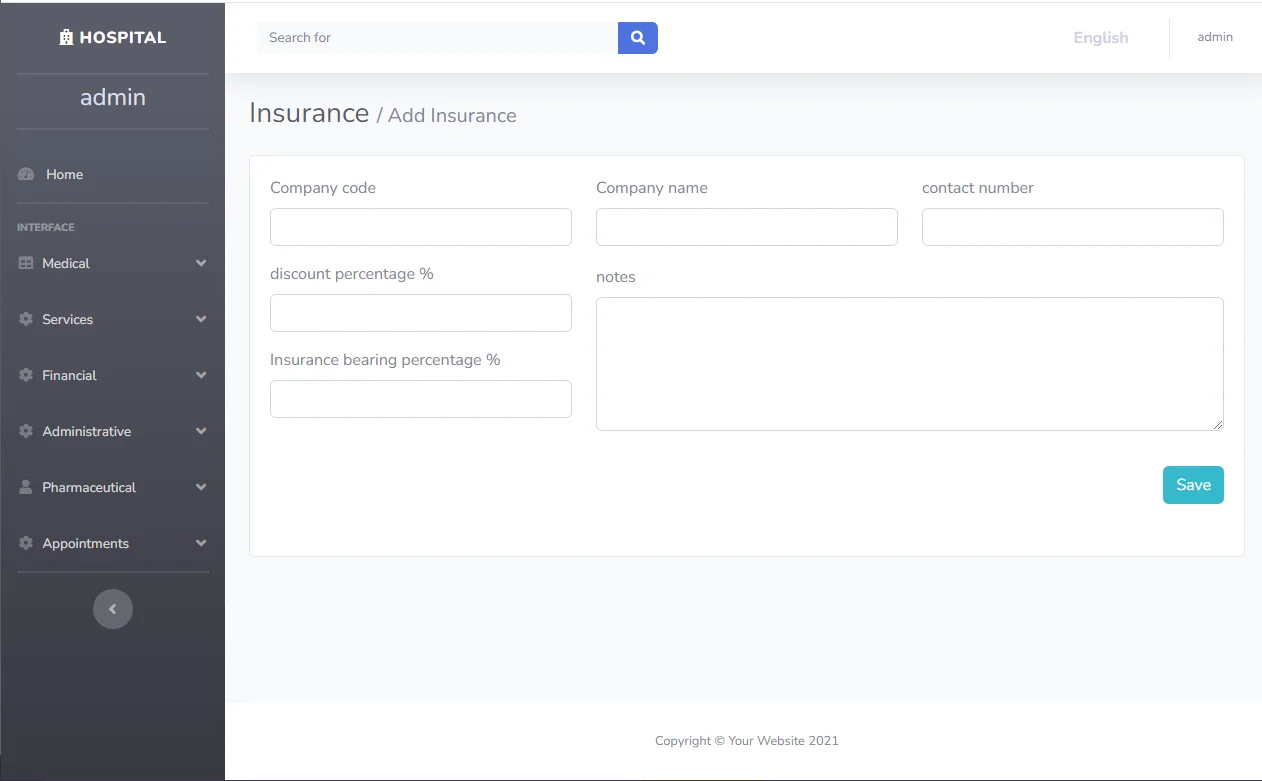 HOSPITAL
admin
Home
INTERFACE
Medical
Services
Financial
Administrative
Pharmaceutical
Appointments
Search for
English
admin
Insurance / Add Insurance
Company code
Company name
contact number
discount percentage %
notes
Insurance bearing percentage %
Save
Copyright © Your Website 2021